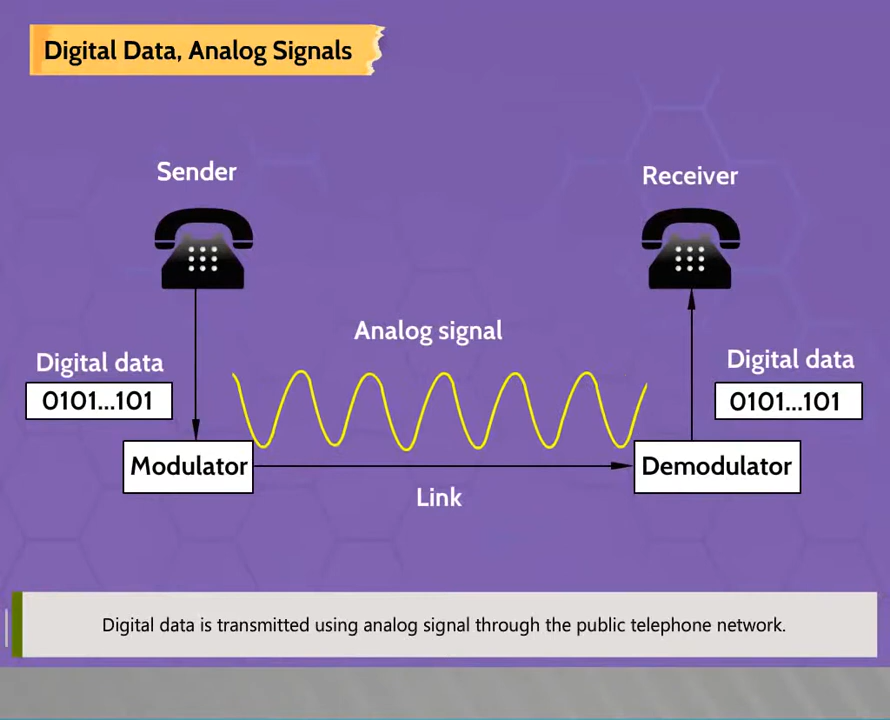 Digital Data, Analog Signals
Sender
Receiver
Analog signal
Digital data
Digital data
0101...101
0101...101
Modulator
Demodulator
Link
Digital data is transmitted using analog signal through the public telephone network.